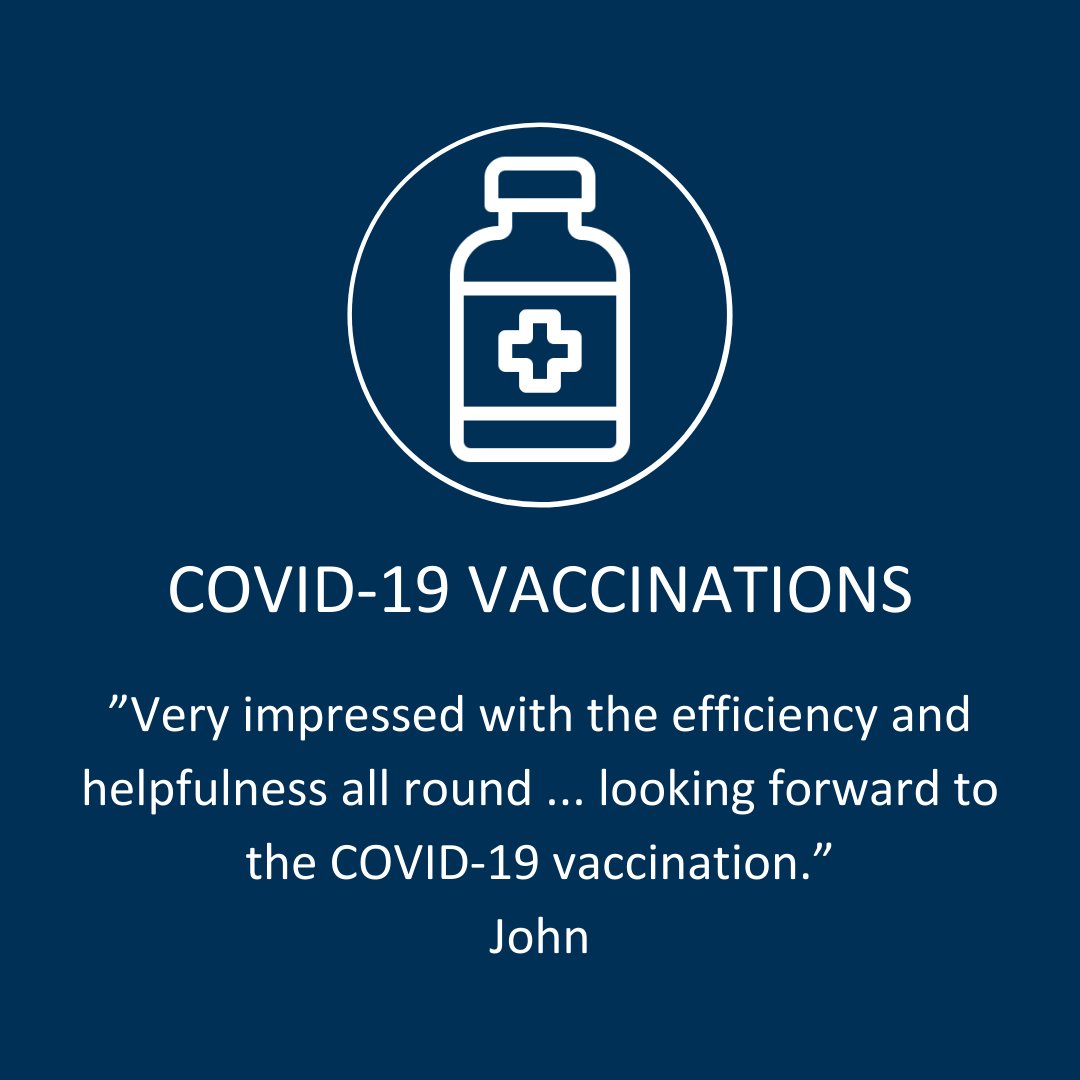 COVID-19 VACCINATIONS
”Very impressed with the efficiency and
helpfulness all round ... looking forward to
the COVID-19 vaccination.”
John